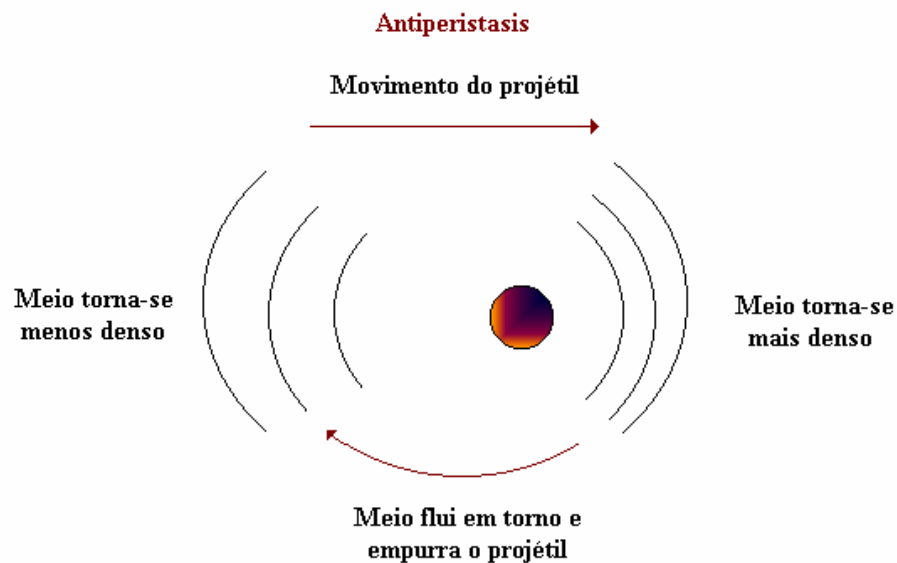 Antiperistasis
Movimento do projétil
Meio torna-se
menos denso
Meio torna-se
mais denso
Meio flui em torno e
empurra o projétil